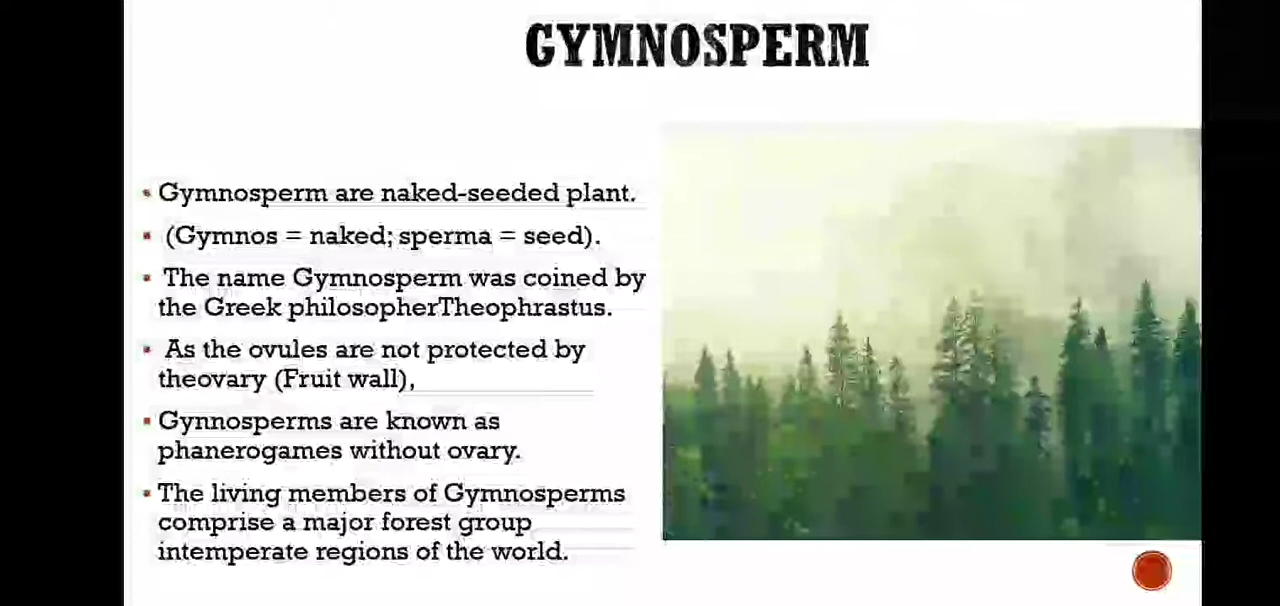 GYMNOSPERM
Gymnosperm are naked-seeded plant.
(Gymnos = naked; sperma = seed).
The name Gymnosperm was coined by
the Greek philosopherTheophrastus.
As the ovules are not protected by
theovary (Fruit wall),
Gynnosperms are known as
phanerogames without ovary.
The living members of Gymnosperms
comprise a major forest group
intemperate regions of the world.